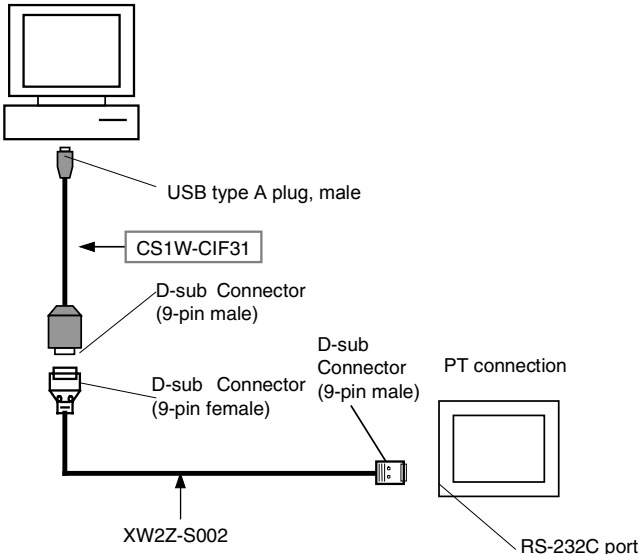 USB type A plug, male
CS1W-CIF31
D-sub Connector
(9-pin male)
D-sub
Connector
(9-pin male)
PT connection
D-sub Connector
(9-pin female)
XW2Z-S002
RS-232C port